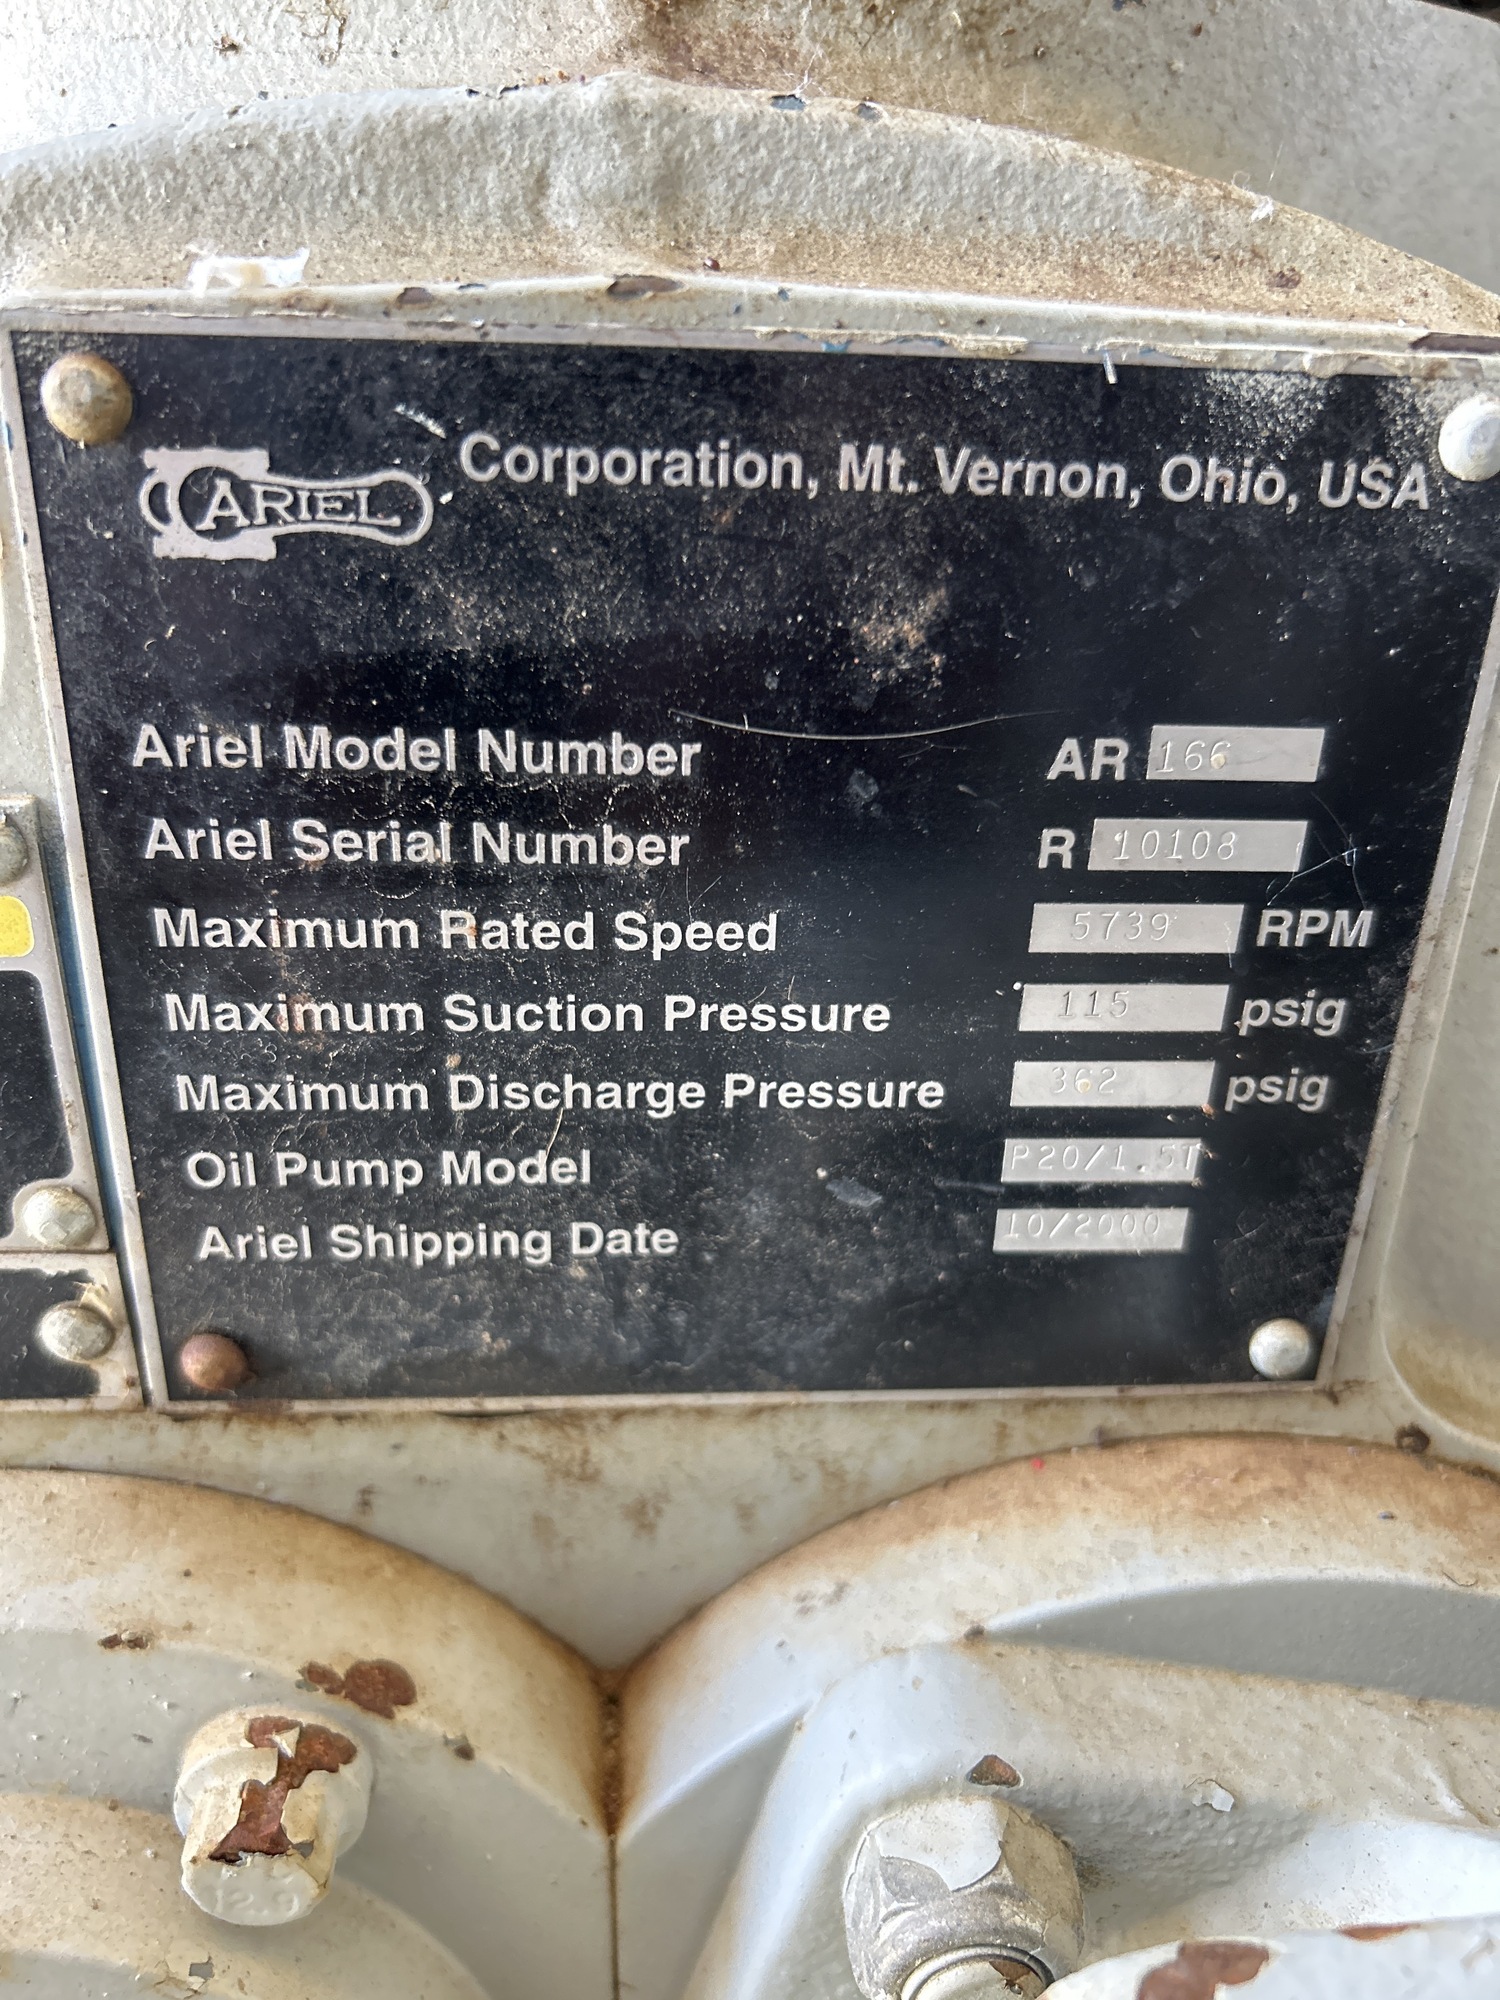 ARIEL Corporation, Mt. Vernon, Ohio, USA
Ariel Model Number AR 166
Ariel Serial Number R 10108
Maximum Rated Speed 5739 RPM
Maximum Suction Pressure 115 psig
Maximum Discharge Pressure 362 psig
Oil Pump Model P20/1.5T
Ariel Shipping Date 10/2000
12.9